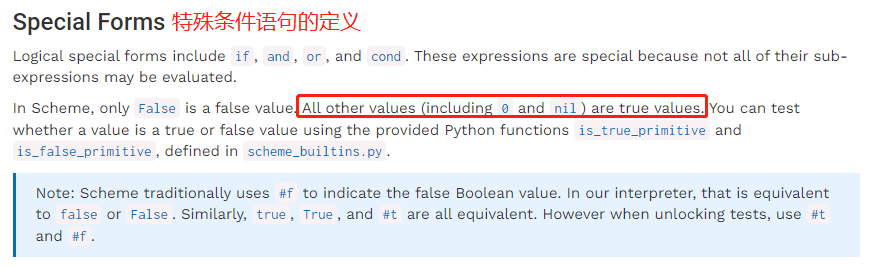 Special Forms 特殊条件语句的定义
Logical special forms include if, and, or, and cond. These expressions are special because not all of their sub-
expressions may be evaluated.
In Scheme, only False is a false value. All other values (including 0 and nil) are true values. You can test
whether a value is a true or false value using the provided Python functions is_true_primitive and
is_false_primitive, defined in scheme_builtins.py.
Note: Scheme traditionally uses #f to indicate the false Boolean value. In our interpreter, that is equivalent
to false or False. Similarly, true, True, and #t are all equivalent. However when unlocking tests, use #t
and #f.